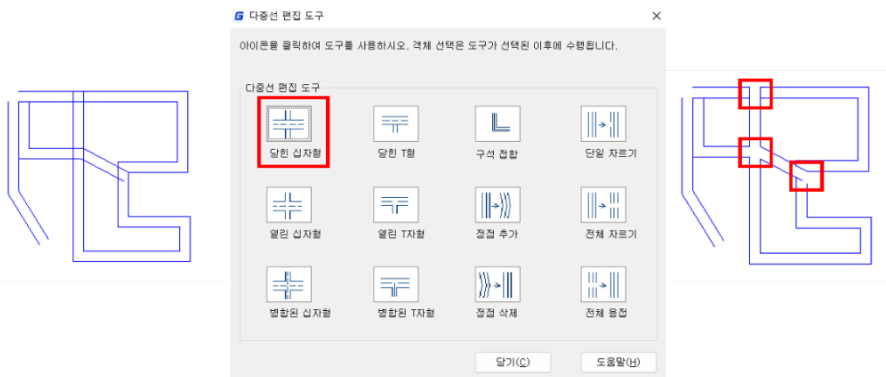 다중선 편집 도구
아이콘을 클릭하여 도구를 사용하시오. 객체 선택은 도구가 선택된 이후에 수행됩니다.
다중선 편집 도구
닫힌 십자형
닫힌 T형
구석 접합
단일 자르기
열린 십자형
열린 T자형
정점 추가
전체 자르기
병합된 십자형
병합된 T자형
정점 삭제
전체 용접
닫기(C)
도움말(H)